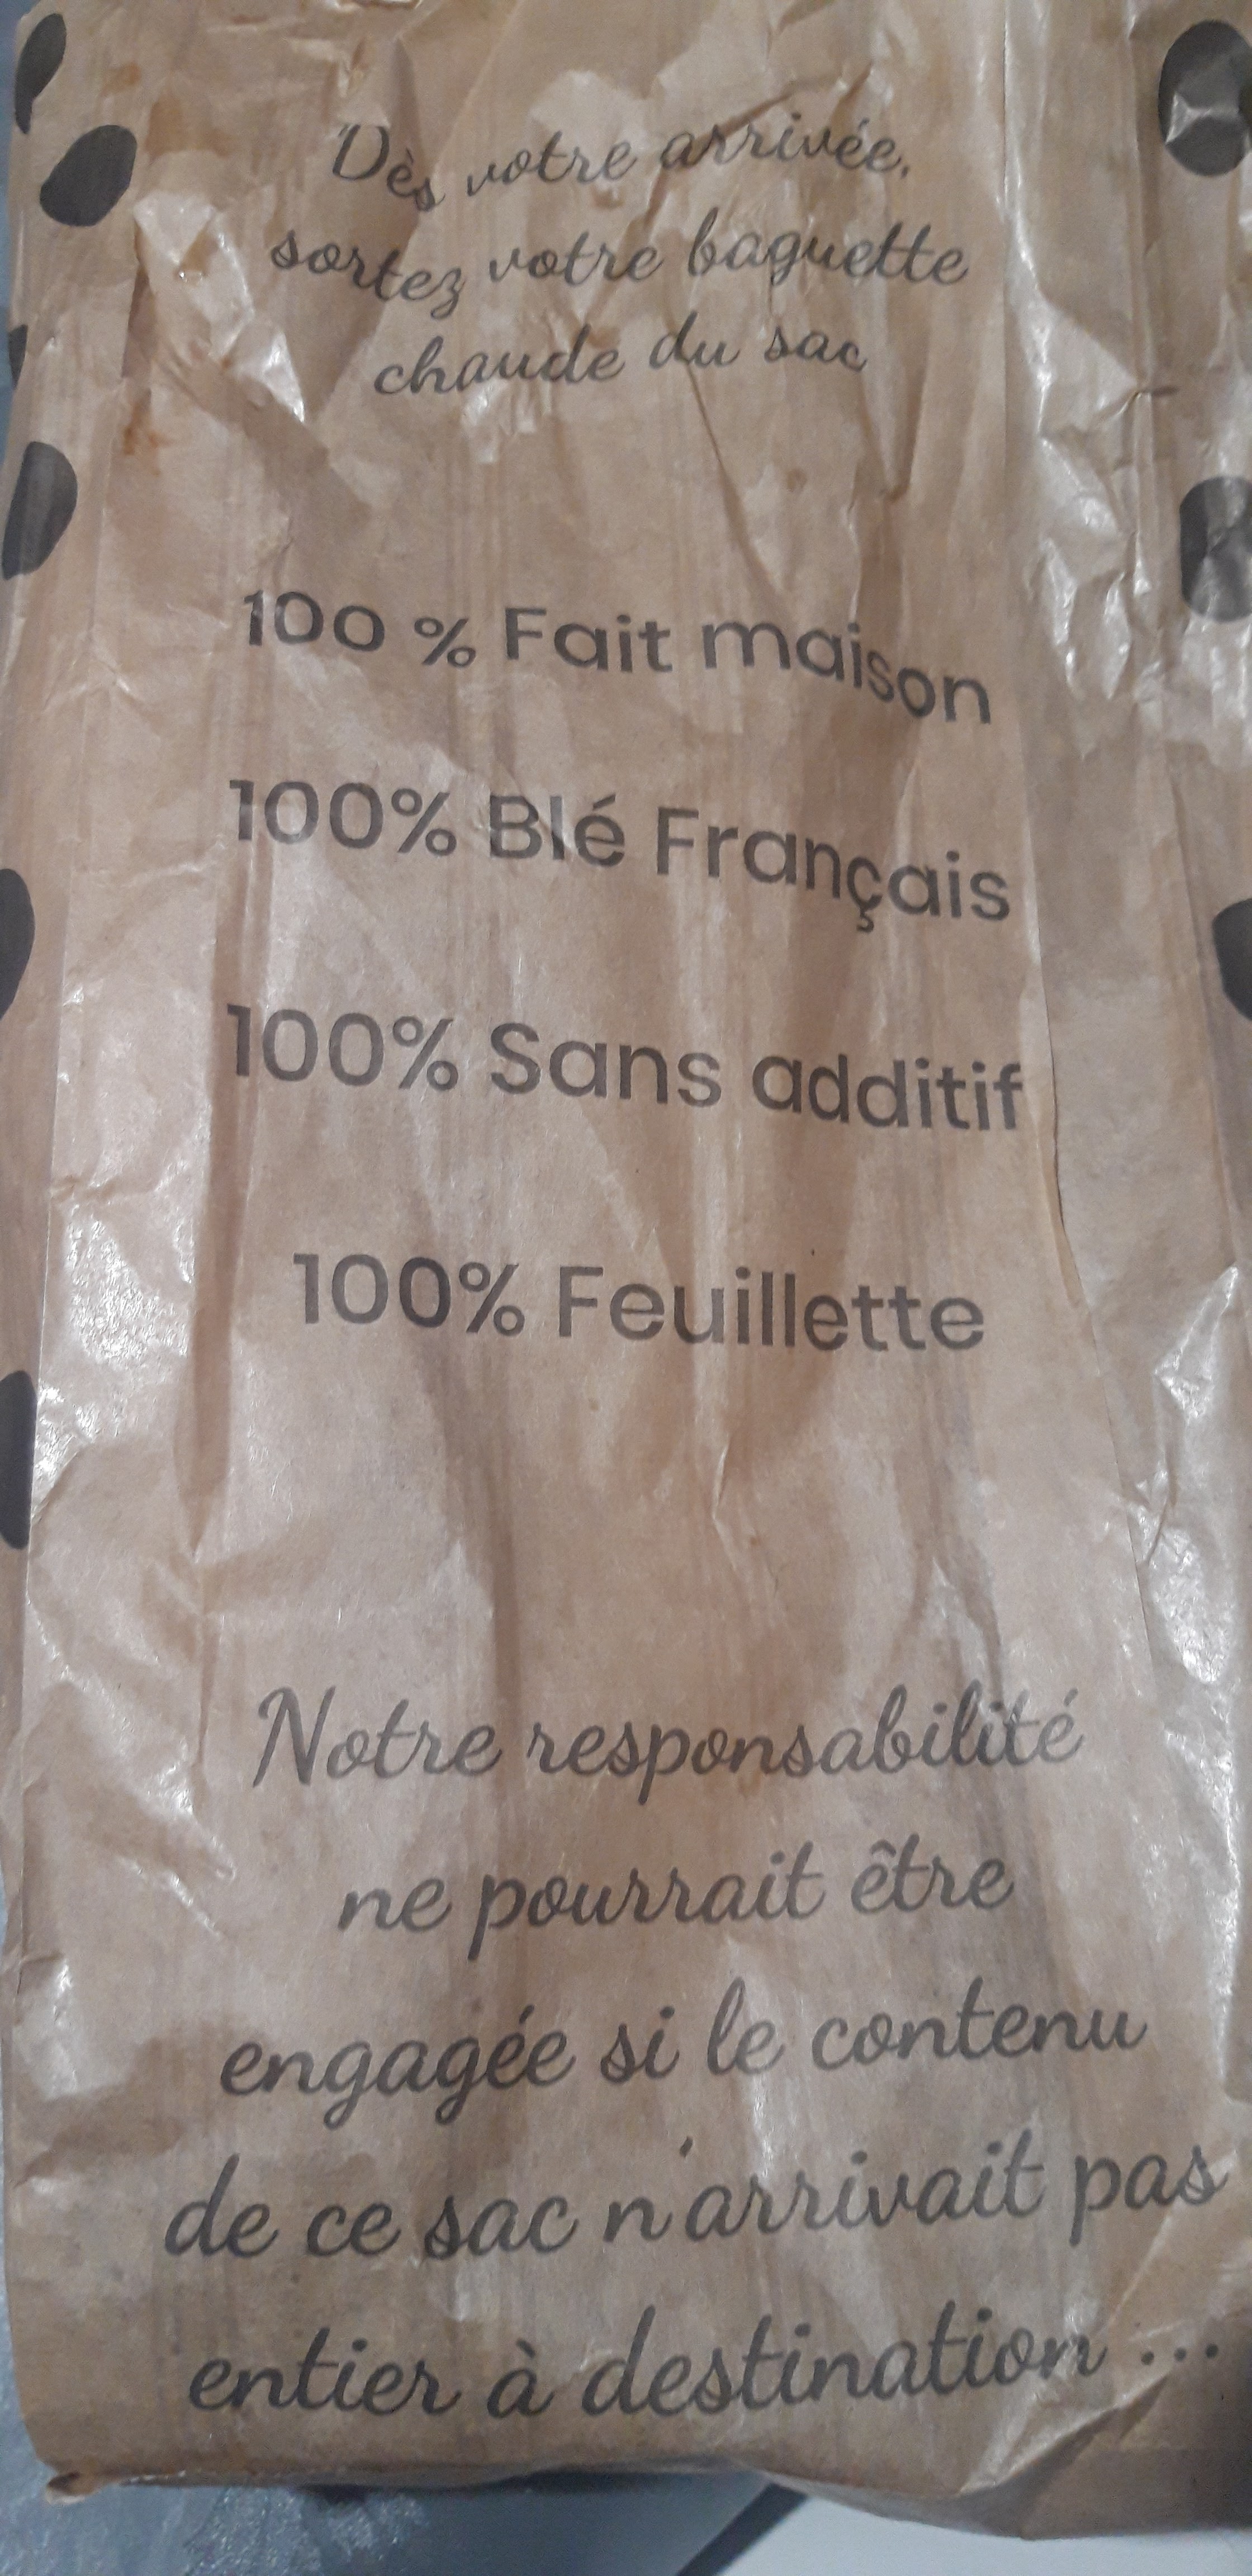 Dès votre arrivée,
sortez votre baguette
chaude du sac
100 % Fait maison
100% Blé Français
100% Sans additif
100% Feuillette
Notre responsabilité
ne pourrait être
engagée si le contenu
de ce sac n'arrivait pas
entier à destination ...